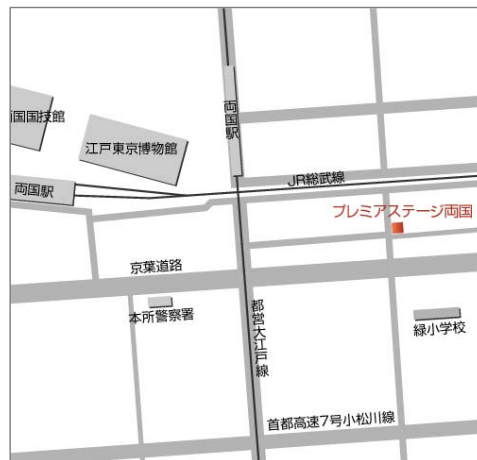 両国駅
国国技館
江戸東京博物館
両国駅
JR総武線
プレミアステージ両国
京葉道路
本所警察署
都営大江戸線
緑小学校
首都高速7号小松川線